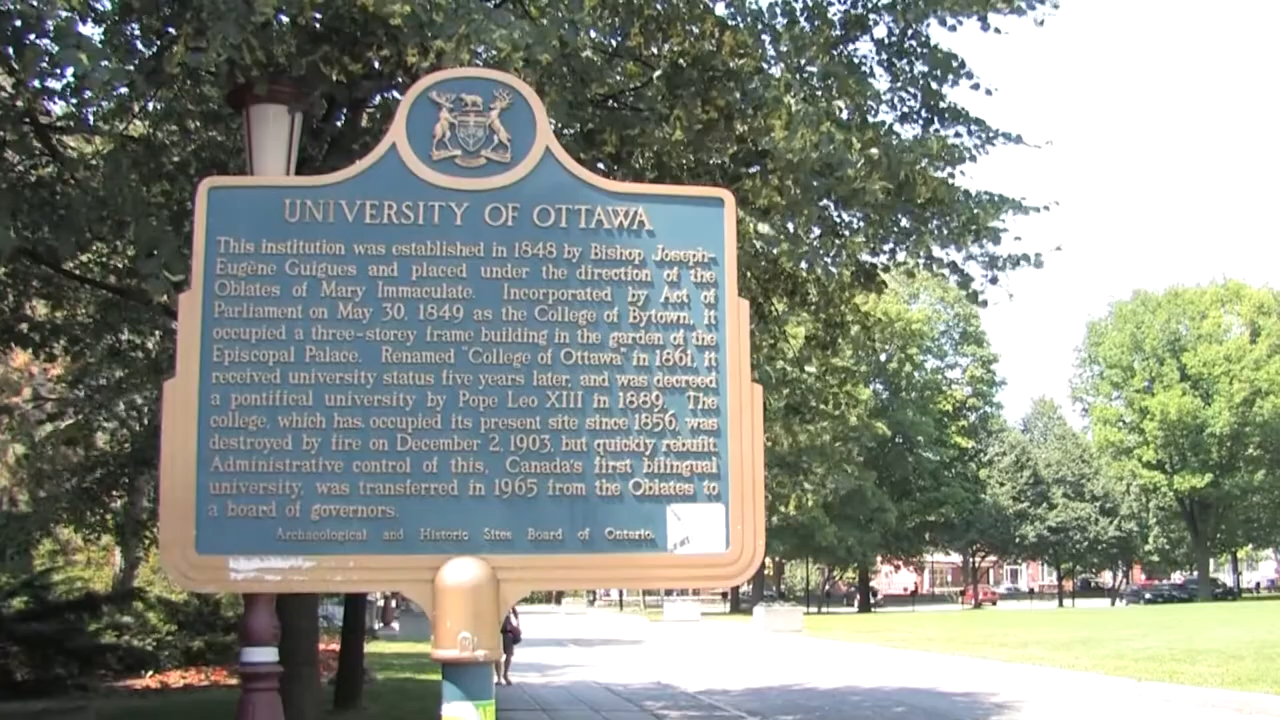 UNIVERSITY OF OTTAWA
This institution was established in 1848 by Bishop Joseph-
Eugène Guigues and placed under the direction of the
Oblates of Mary Immaculate. Incorporated by Act of
Parliament on May 30, 1849 as the College of Bytown, it
occupied a three-storey frame building in the garden of the
Episcopal Palace. Renamed "College of Ottawa" in 1861, it
received university status five years later, and was decreed
a pontifical university by Pope Leo XIII in 1889. The
college, which has occupied its present site since 1856, was
destroyed by fire on December 2, 1903, but quickly rebuilt.
Administrative control of this, Canada's first bilingual
university, was transferred in 1965 from the Oblates to
a board of governors.
Archaeological and Historic Sites Board of Ontario.